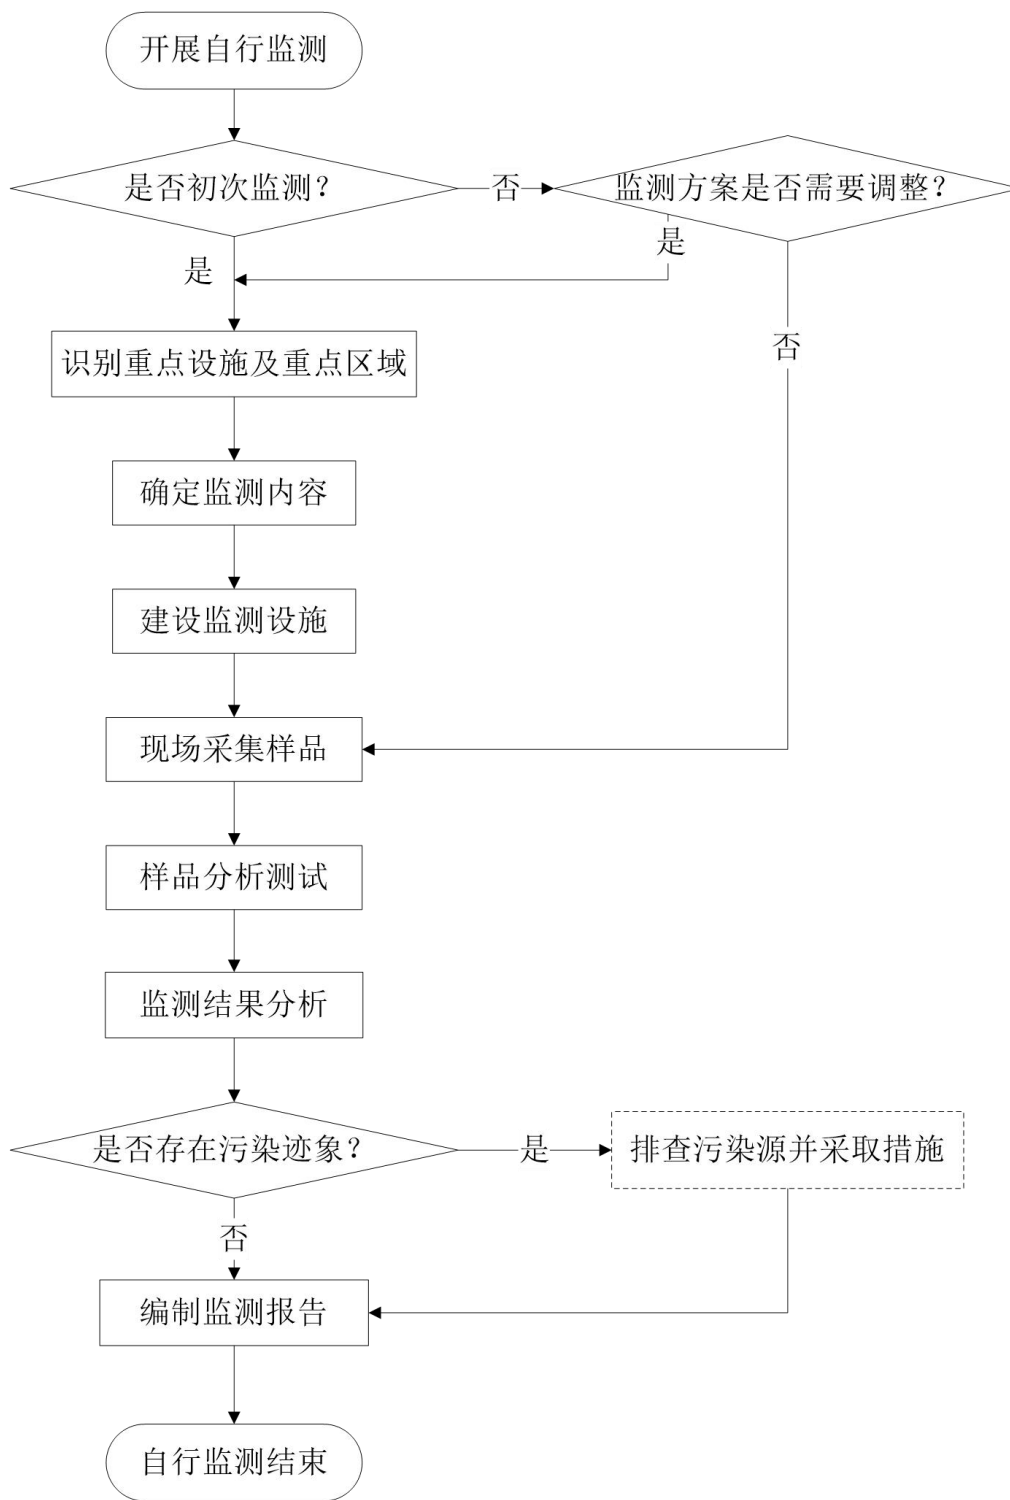 开展自行监测
是否初次监测？
否
监测方案是否需要调整？
是
是
识别重点设施及重点区域
否
确定监测内容
建设监测设施
现场采集样品
样品分析测试
监测结果分析
是否存在污染迹象？
是
排查污染源并采取措施
否
编制监测报告
自行监测结束